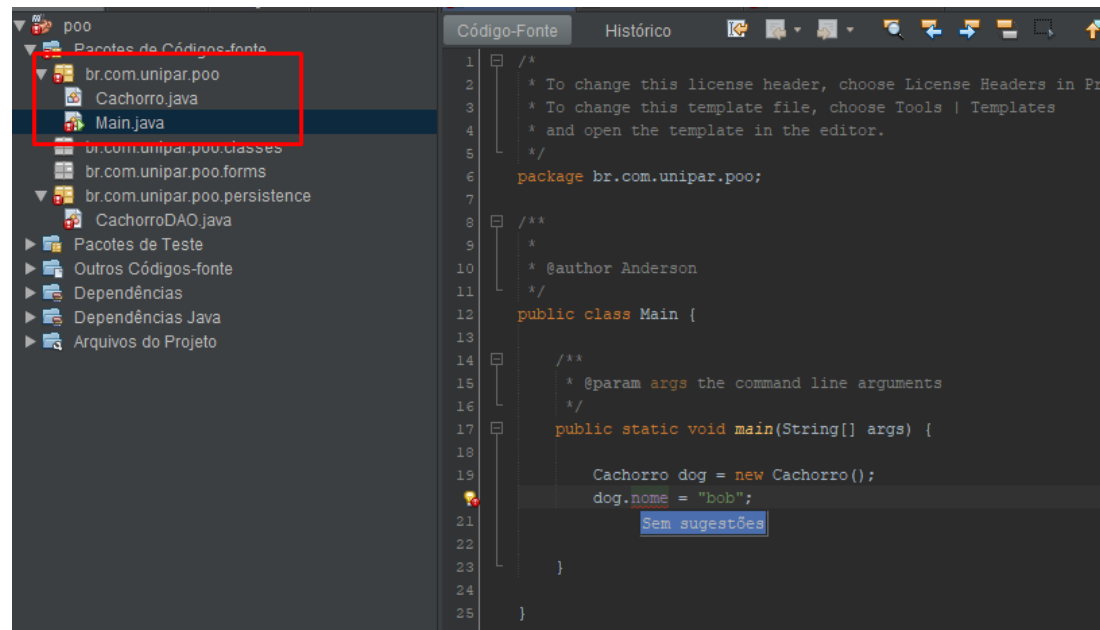 poo
Pacotes de Códigos-fonte
br.com.unipar.poo
Cachorro.java
Main.java
br.com.unipar.poo.classes
br.com.unipar.poo.forms
br.com.unipar.poo.persistence
CachorroDAO.java
Pacotes de Teste
Outros Códigos-fonte
Dependências
Dependências Java
Arquivos do Projeto
Código-Fonte Histórico
1 /*
2 * To change this license header, choose License Headers in Pr
3 * To change this template file, choose Tools | Templates
4 * and open the template in the editor.
5 */
6 package br.com.unipar.poo;
7
8 /**
9 *
10 * @author Anderson
11 */
12 public class Main {
13
14 /**
15 * @param args the command line arguments
16 */
17 public static void main(String[] args) {
18
19 Cachorro dog = new Cachorro();
dog.nome = "bob";
21 Sem sugestões
22
23 }
24
25 }